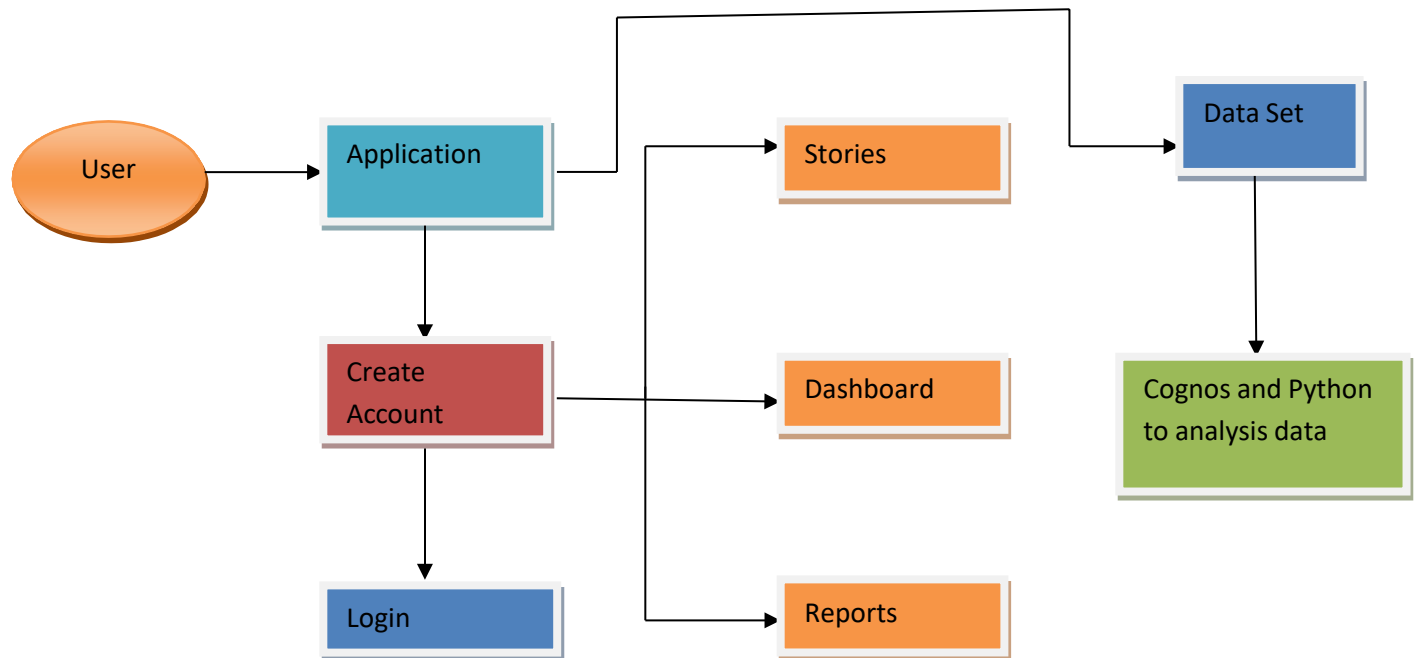 User
Application
Stories
Data Set
Create
Account
Dashboard
Cognos and Python
to analysis data
Login
Reports